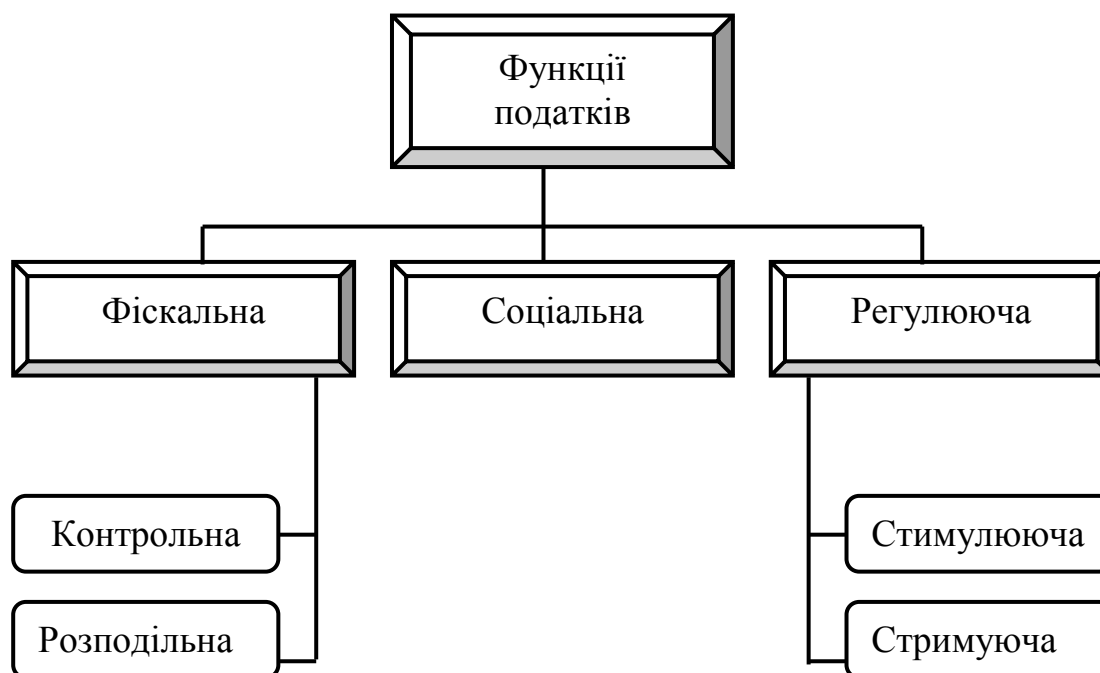 Функції
податків
Фіскальна
Соціальна
Регулююча
Контрольна
Стимулююча
Розподільна
Стримуюча